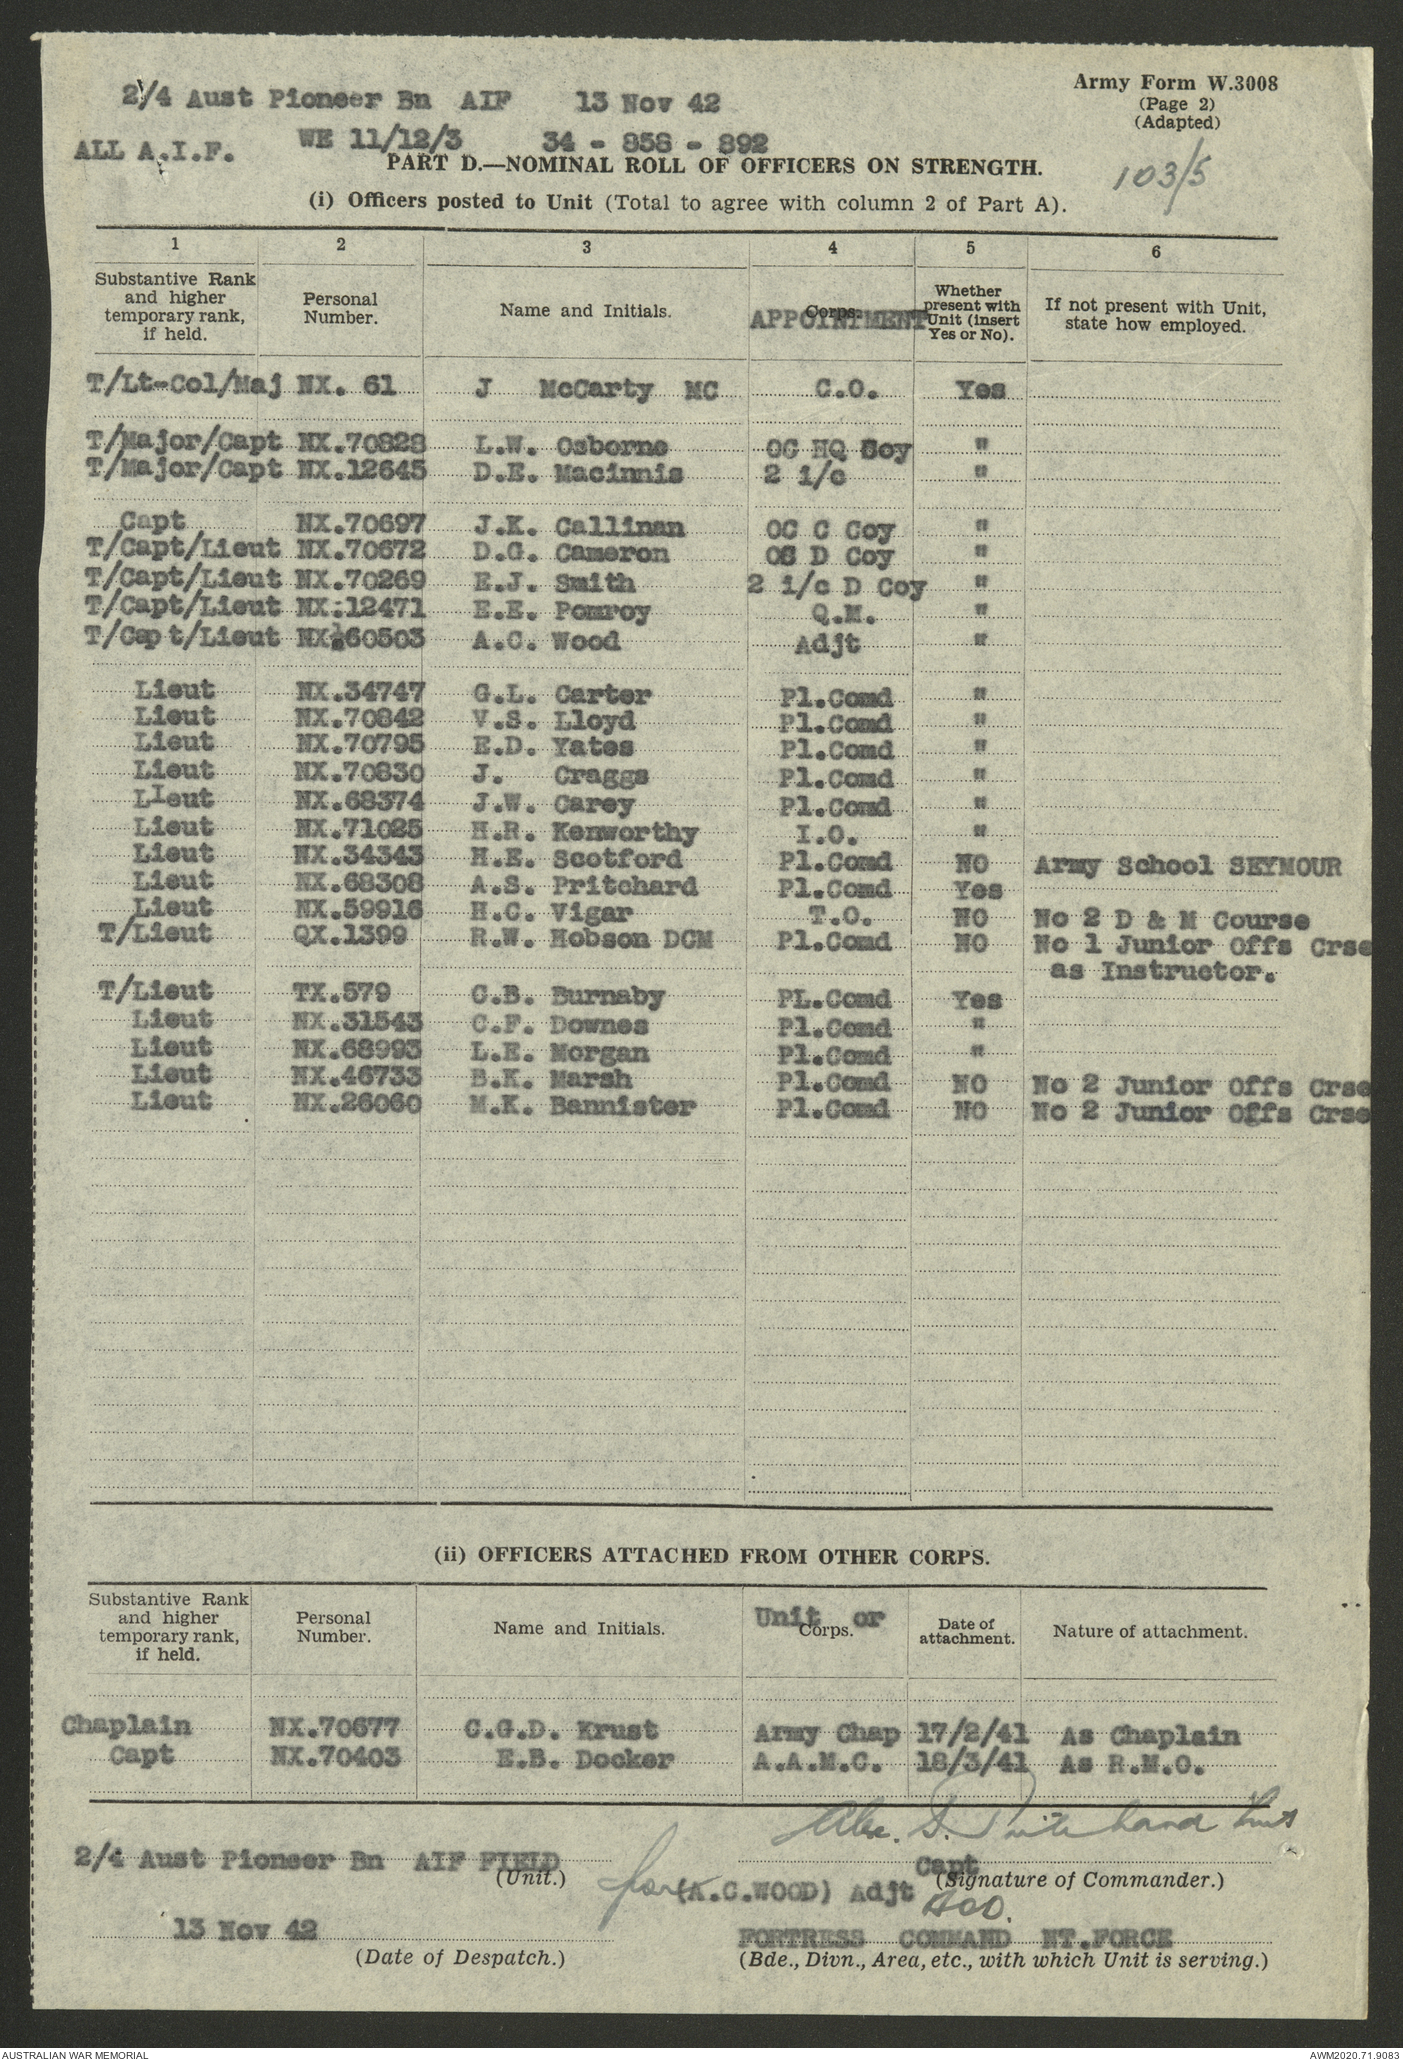 2/4 Aust Pioneer Bn AIF 13 Nov 42
Army Form W.3008
(Page 2)
(Adapted)
ALL A.I.F. WE 11/12/3 34 - 858 - 892
PART D.—NOMINAL ROLL OF OFFICERS ON STRENGTH.
103/5
(i) Officers posted to Unit (Total to agree with column 2 of Part A).
1 2 3 4 5 6
Substantive Rank and higher temporary rank, if held. Personal Number. Name and Initials. Corps. APPOINTMENT Whether present with Unit (insert Yes or No). If not present with Unit, state how employed.
T/Lt-Col/Maj NX. 61 J McCarty MC C.O. Yes
T/Major/Capt NX.70828 L.W. Osborne OC HQ Coy "
T/Major/Capt NX.12645 D.E. Macinnis 2 i/c "
Capt NX.70697 J.K. Callinan OC C Coy "
T/Capt/Lieut NX.70672 D.G. Cameron OC D Coy "
T/Capt/Lieut NX.70269 E.J. Smith 2 i/c D Coy "
T/Capt/Lieut NX.12471 E.E. Pomroy Q.M. "
T/Capt/Lieut NX.60503 A.C. Wood Adjt "
Lieut NX.34747 G.L. Carter Pl.Comd "
Lieut NX.70842 V.S. Lloyd Pl.Comd "
Lieut NX.70795 E.D. Yates Pl.Comd "
Lieut NX.70830 J. Craggs Pl.Comd "
LIeut NX.68374 J.W. Carey Pl.Comd "
Lieut NX.71025 H.R. Kenworthy I.O. "
Lieut NX.34343 H.E. Scotford Pl.Comd NO Army School SEYMOUR
Lieut NX.68308 A.S. Pritchard Pl.Comd Yes
Lieut NX.59916 H.C. Vigar T.O. NO No 2 D & M Course
T/Lieut QX.1399 R.W. Hobson DCM Pl.Comd NO No 1 Junior Offs Crse
as Instructor.
T/Lieut TX.579 C.B. Burnaby PL.Comd Yes
Lieut NX.31543 C.F. Downes Pl.Comd "
Lieut NX.68993 L.E. Morgan Pl.Comd "
Lieut NX.46733 B.K. Marsh Pl.Comd NO No 2 Junior Offs Crse
Lieut NX.26060 M.K. Bannister Pl.Comd NO No 2 Junior Offs Crse
(ii) OFFICERS ATTACHED FROM OTHER CORPS.
Substantive Rank and higher temporary rank, if held. Personal Number. Name and Initials. Unit or Corps. Date of attachment. Nature of attachment.
Chaplain NX.70677 C.G.D. Krust Army Chap 17/2/41 As Chaplain
Capt NX.70403 E.B. Docker A.A.M.C. 18/3/41 As R.M.O.
Alex. S. Pritchard Lieut
2/4 Aust Pioneer Bn AIF FIELD Capt
(Unit.) for (A.C.WOOD) Adjt (Signature of Commander.)
13 Nov 42 FORTRESS COMMAND NT.FORCE
(Date of Despatch.) (Bde., Divn., Area, etc., with which Unit is serving.)
AUSTRALIAN WAR MEMORIAL AWM2020.71.9083